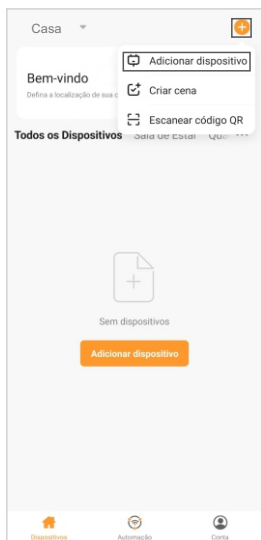 Casa
Adicionar dispositivo
Bem-vindo
Criar cena
Defina a localização de sua c
Escanear código QR
Todos os Dispositivos Sala de Estar Qua ...
Sem dispositivos
Adicionar dispositivo
Dispositivos Automação Conta